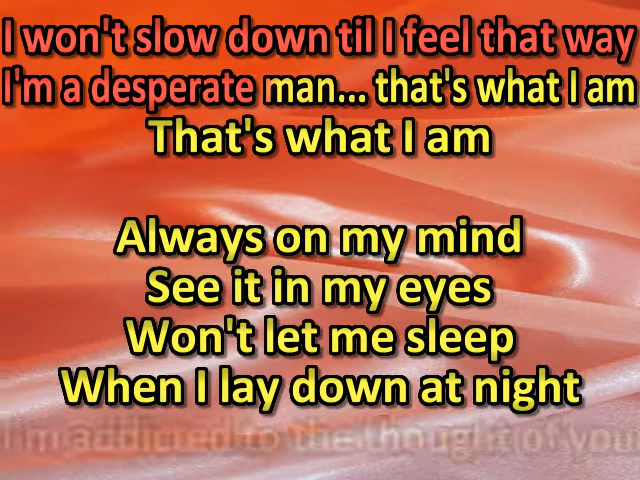 I won't slow down til I feel that way
I'm a desperate man... that's what I am
That's what I am
Always on my mind
See it in my eyes
Won't let me sleep
When I lay down at night
I'm addicted to the thought of you